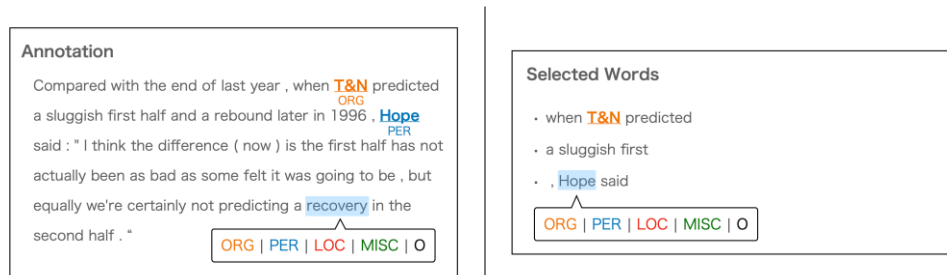 Annotation
Compared with the end of last year , when T&N predicted
ORG
a sluggish first half and a rebound later in 1996 , Hope
PER
said : " I think the difference ( now ) is the first half has not
actually been as bad as some felt it was going to be , but
equally we're certainly not predicting a recovery in the
second half . "
ORG | PER | LOC | MISC | O
Selected Words
・ when T&N predicted
・ a sluggish first
・ , Hope said
ORG | PER | LOC | MISC | O